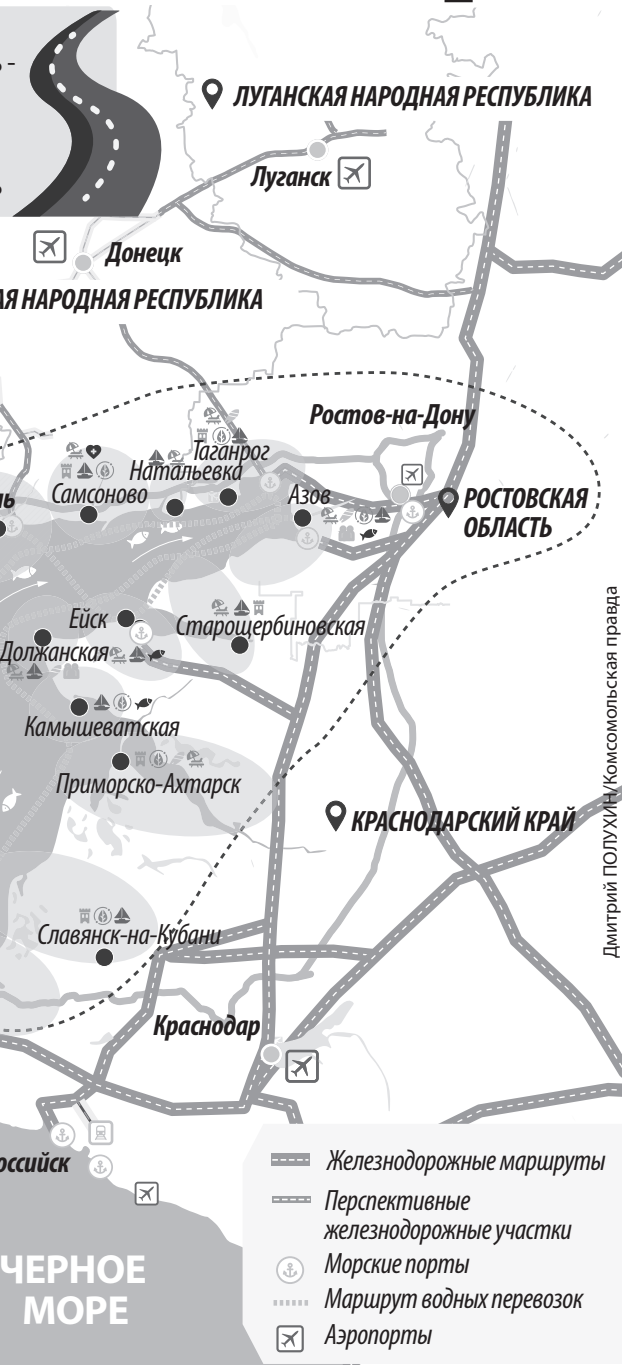 ЛУГАНСКАЯ НАРОДНАЯ РЕСПУБЛИКА
Луганск
Донецк
АЯ НАРОДНАЯ РЕСПУБЛИКА
Ростов-на-Дону
Таганрог
Натальевка
Самсоново
Азов
РОСТОВСКАЯ
ОБЛАСТЬ
ль
Ейск
Старощербиновская
Должанская
Камышеватская
Приморско-Ахтарск
КРАСНОДАРСКИЙ КРАЙ
Дмитрий ПОЛУХИН/Комсомольская правда
Славянск-на-Кубани
Краснодар
оссийск
ЧЕРНОЕ
МОРЕ
Железнодорожные маршруты
Перспективные
железнодорожные участки
Морские порты
Маршрут водных перевозок
Аэропорты